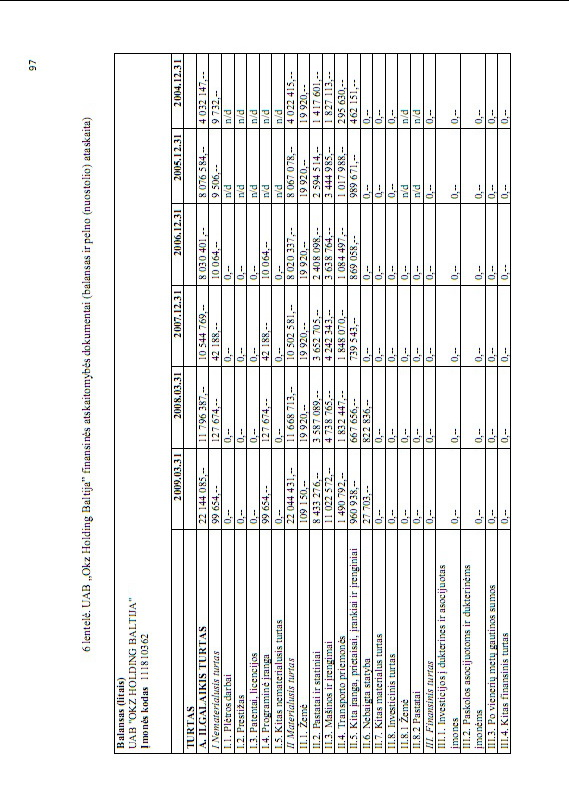 97
6 lentelė. UAB „Okz Holding Baltija" finansinės atskaitomybės dokumentai (balansas ir pelno (nuostolio) ataskaita)
Balansas (litais)
UAB "OKZ HOLDING BALTIJA"
Įmonės kodas 111810362
2009.03.31 2008.03.31 2007.12.31 2006.12.31 2005.12.31 2004.12.31
TURTAS
A. ILGALAIKIS TURTAS 22 144 085,-- 11 796 387,-- 10 544 769,-- 8 030 401,-- 8 076 584,-- 4 032 147,--
I Nematerialusis turtas 99 654,-- 127 674,-- 42 188,-- 10 064,-- 9 506,-- 9 732,--
I.1. Plėtros darbai 0,-- 0,-- 0,-- 0,-- n/d n/d
I.2. Prestižas 0,-- 0,-- 0,-- 0,-- n/d n/d
I.3. Patentai, licencijos 0,-- 0,-- 0,-- 0,-- n/d n/d
I.4. Programinė įranga 99 654,-- 127 674,-- 42 188,-- 10 064,-- n/d n/d
I.5. Kitas nematerialusis turtas 0,-- 0,-- 0,-- 0,-- n/d n/d
II Materialusis turtas 22 044 431,-- 11 668 713,-- 10 502 581,-- 8 020 337,-- 8 067 078,-- 4 022 415,--
II.1. Žemė 109 150,-- 19 920,-- 19 920,-- 19 920,-- 19 920,-- 19 920,--
II.2. Pastatai ir statiniai 8 433 276,-- 3 587 089,-- 3 652 705,-- 2 408 098,-- 2 594 514,-- 1 417 601,--
II.3. Mašinos ir įrengimai 11 022 572,-- 4 738 765,-- 4 242 343,-- 3 638 764,-- 3 444 985,-- 1 827 113,--
II.4. Transporto priemonės 1 490 792,-- 1 832 447,-- 1 848 070,-- 1 084 497,-- 1 017 988,-- 295 630,--
II.5. Kita įranga, prietaisai, įrankiai ir įrenginiai 960 938,-- 667 656,-- 739 543,-- 869 058,-- 989 671,-- 462 151,--
II.6. Nebaigta statyba 27 703,-- 822 836,-- 0,-- 0,-- 0,-- 0,--
II.7. Kitas materialus turtas 0,-- 0,-- 0,-- 0,-- 0,-- 0,--
II.8. Investicinis turtas 0,-- 0,-- 0,-- 0,-- 0,-- 0,--
II.8.1 Žemė 0,-- 0,-- 0,-- 0,-- n/d n/d
II.8.2 Pastatai 0,-- 0,-- 0,-- 0,-- n/d n/d
III. Finansinis turtas 0,-- 0,-- 0,-- 0,-- 0,-- 0,--
III.1. Investicijos į dukterines ir asocijuotas
įmones 0,-- 0,-- 0,-- 0,-- 0,-- 0,--
III.2. Paskolos asocijuotoms ir dukterinėms
įmonėms 0,-- 0,-- 0,-- 0,-- 0,-- 0,--
III.3. Po vienerių metų gautinos sumos 0,-- 0,-- 0,-- 0,-- 0,-- 0,--
III.4. Kitas finansinis turtas 0,-- 0,-- 0,-- 0,-- 0,-- 0,--